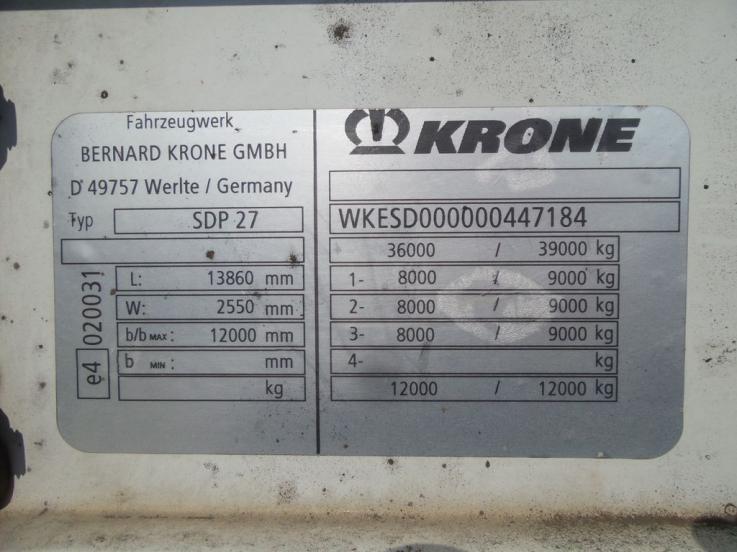 Fahrzeugwerk
BERNARD KRONE GMBH
D 49757 Werlte / Germany
Typ SDP 27
L: 13860 mm
W: 2550 mm
b/b MAX: 12000 mm
b MIN: mm
kg
e4 020031
KRONE
WKESD000000447184
36000 / 39000 kg
1- 8000 / 9000 kg
2- 8000 / 9000 kg
3- 8000 / 9000 kg
4- kg
12000 / 12000 kg